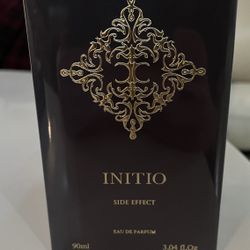 INITIO
SIDE EFFECT
EAU DE PARFUM
90ml 3.04 fl.Oz